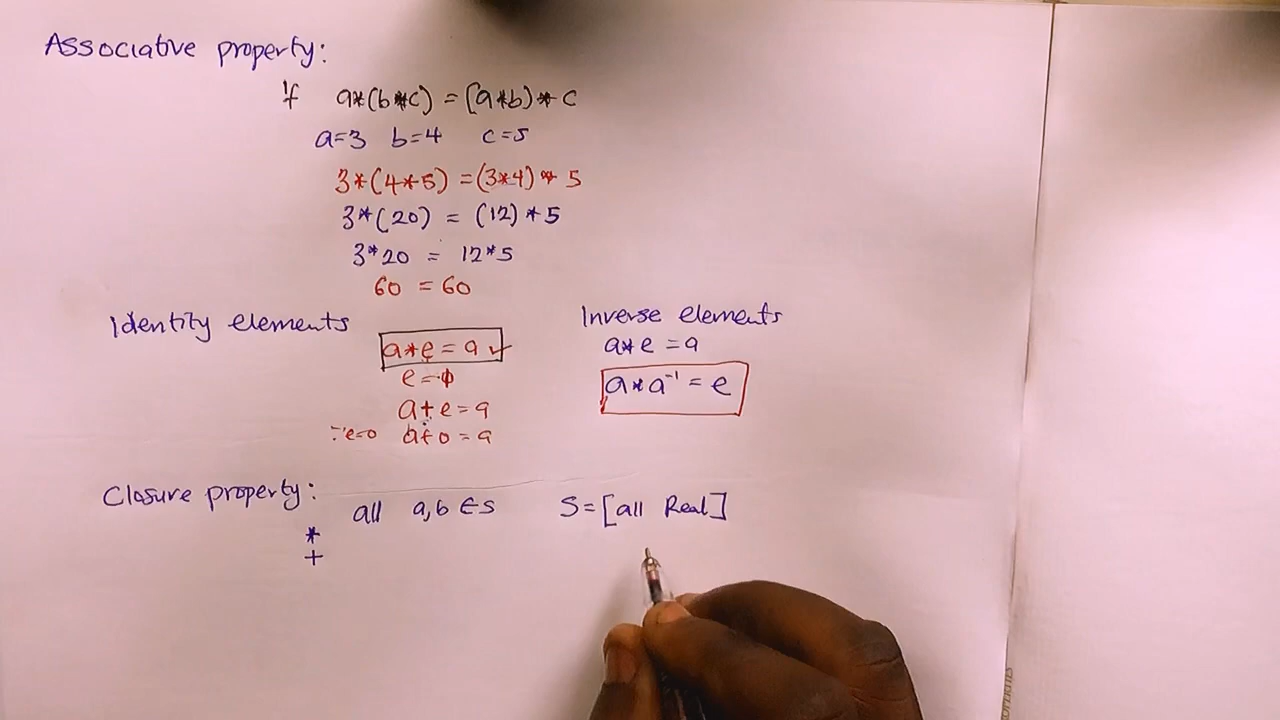 Associative property:
If a*(b*c) = (a*b)* c
a=3 b=4 c=5
3*(4*5) =(3*4) * 5
3*(20) = (12)*5
3*20 = 12*5
60 = 60
Identity elements
a*e = a ✓
a+e = a
∵e=0 a+0 = a
Inverse elements
a*e = a
a*a⁻¹ = e
Closure property:
all a,b ∈ S S=[all Real]
*
+